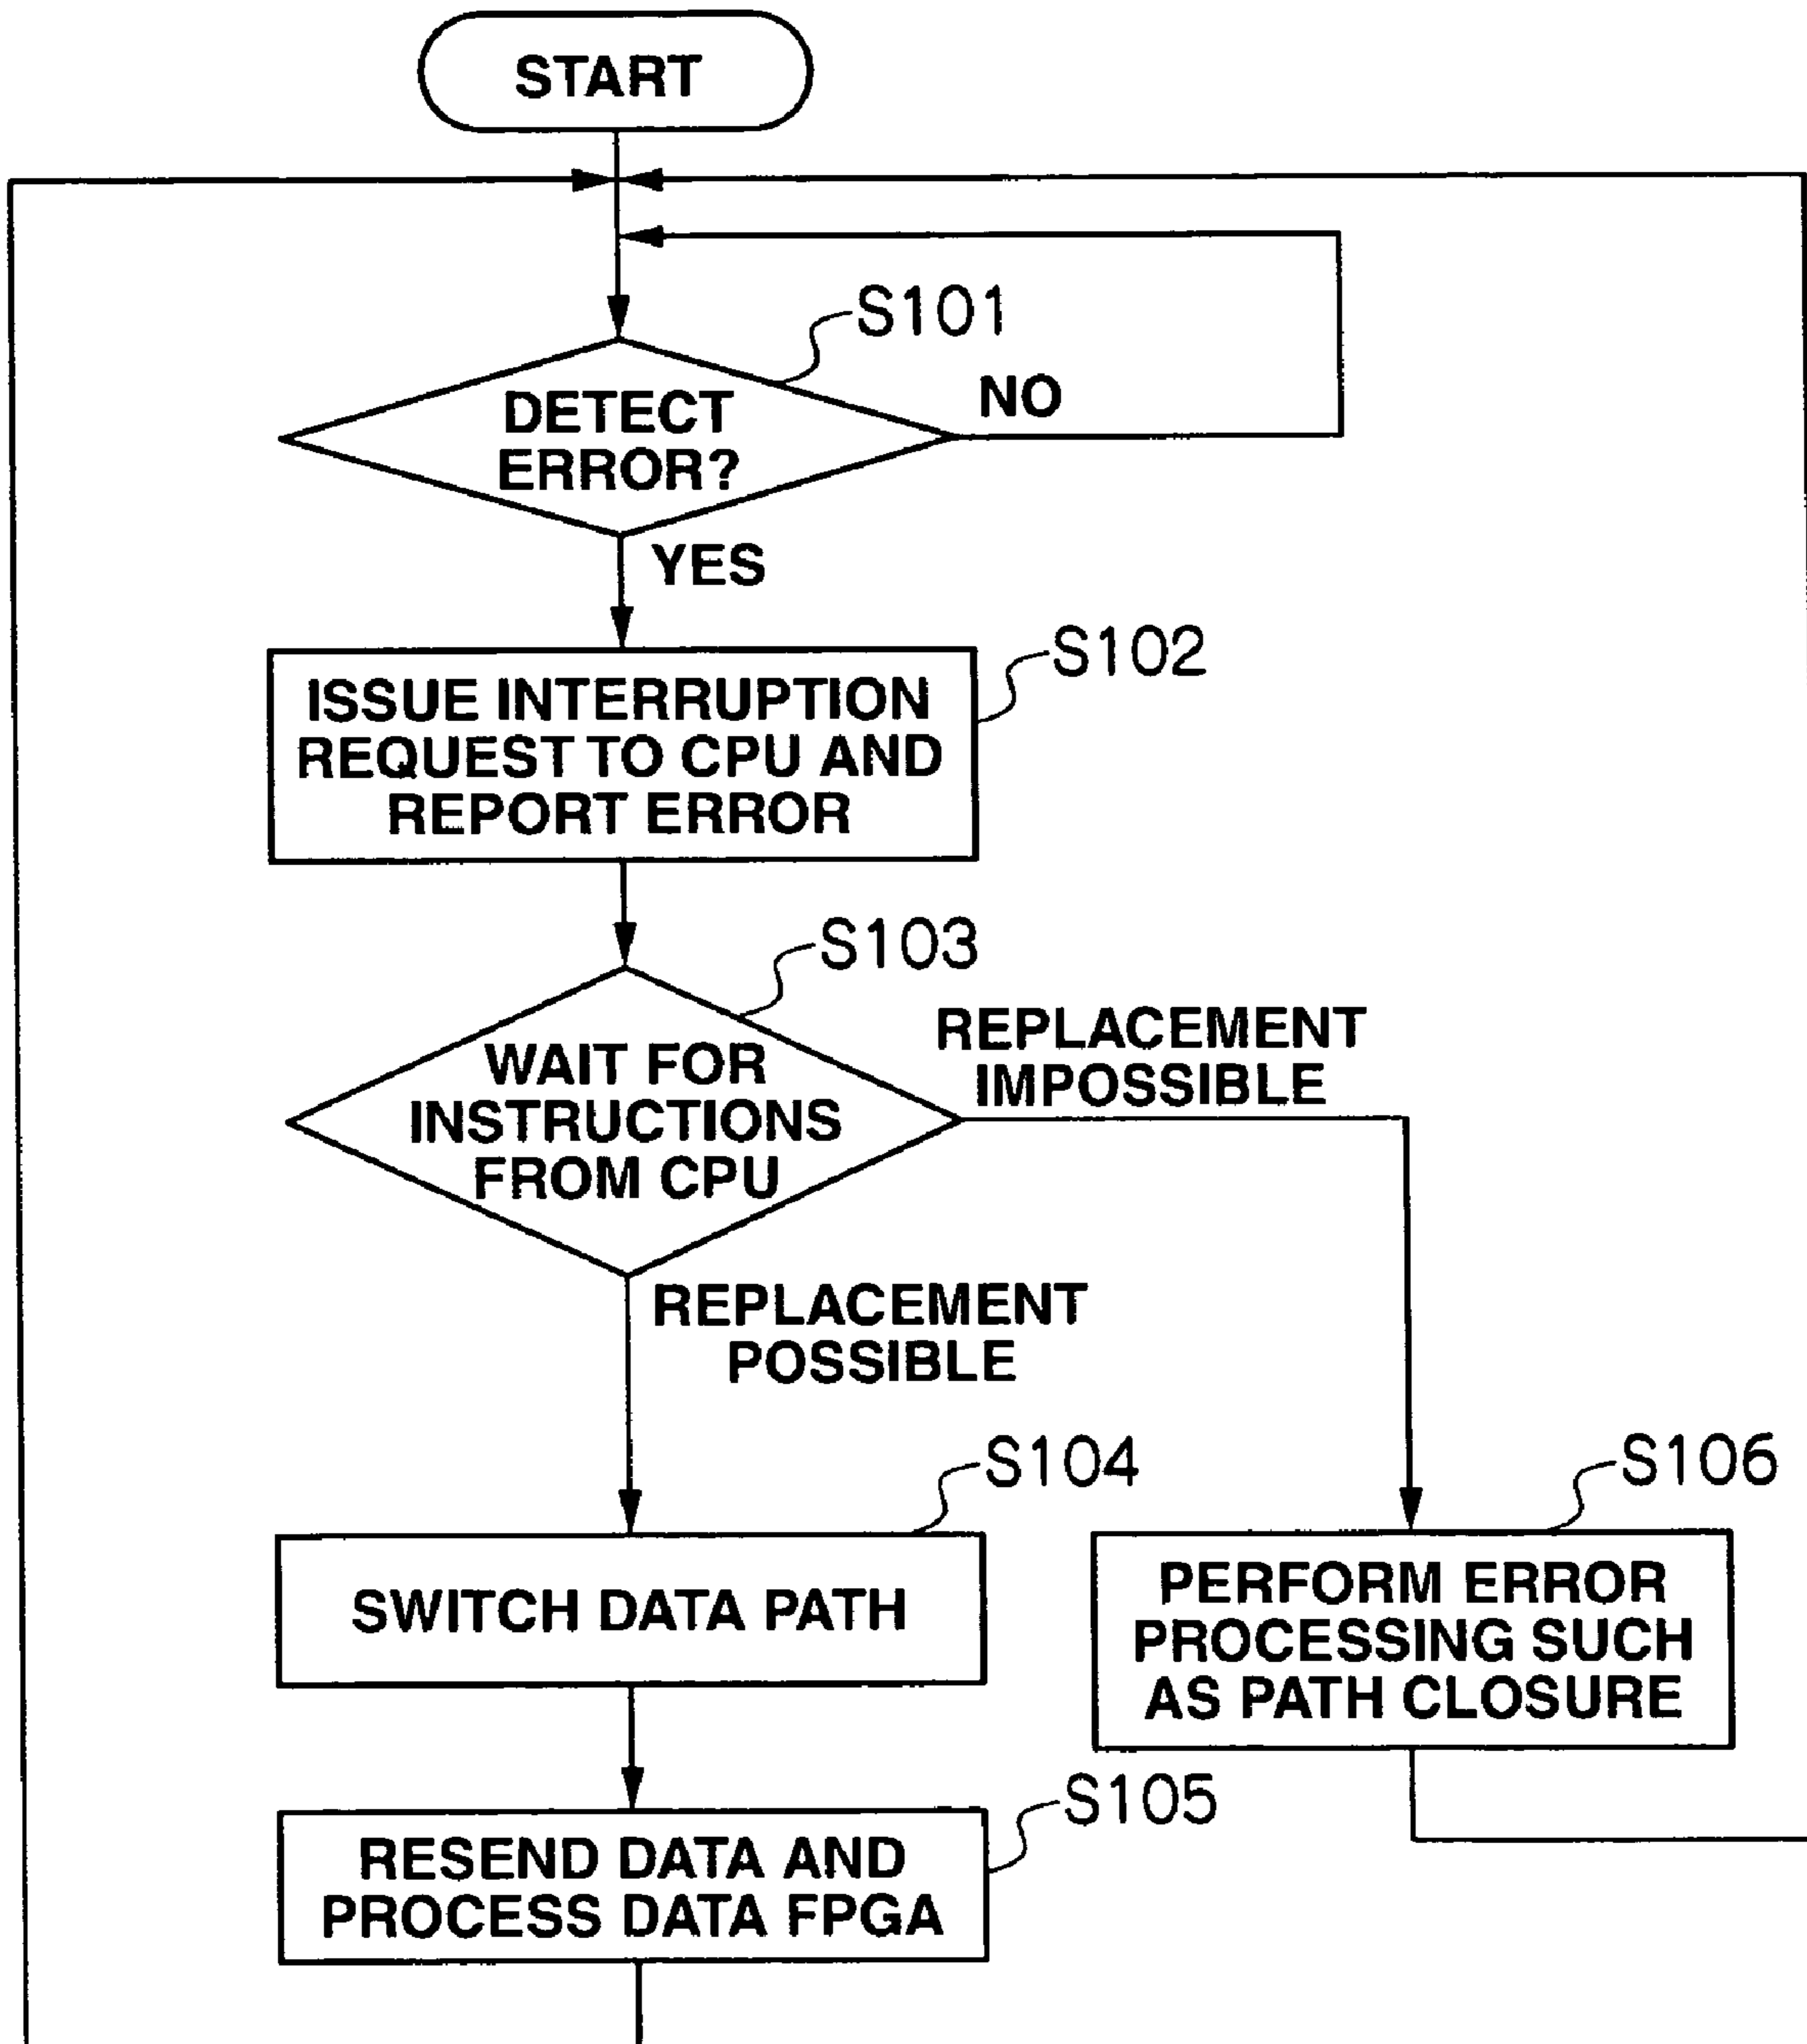 START
S101
DETECT
ERROR?
NO
YES
S102
ISSUE INTERRUPTION
REQUEST TO CPU AND
REPORT ERROR
S103
WAIT FOR
INSTRUCTIONS
FROM CPU
REPLACEMENT
IMPOSSIBLE
REPLACEMENT
POSSIBLE
S104
SWITCH DATA PATH
S106
PERFORM ERROR
PROCESSING SUCH
AS PATH CLOSURE
S105
RESEND DATA AND
PROCESS DATA FPGA